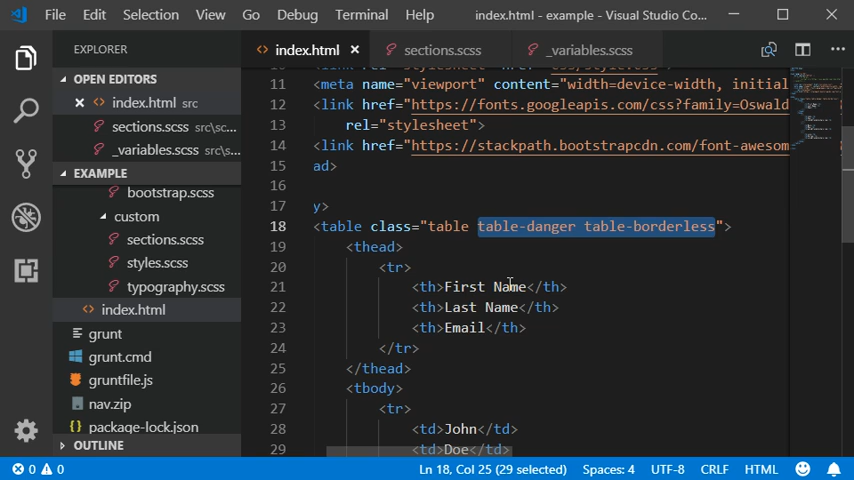 File Edit Selection View Go Debug Terminal Help index.html - example - Visual Studio Co...
EXPLORER
index.html
sections.scss
_variables.scss
OPEN EDITORS
index.html src
sections.scss src\sc...
_variables.scss src\s...
EXAMPLE
bootstrap.scss
custom
sections.scss
styles.scss
typography.scss
index.html
grunt
grunt.cmd
gruntfile.js
nav.zip
package-lock.json
OUTLINE
11 <meta name="viewport" content="width=device-width, initial
12 <link href="https://fonts.googleapis.com/css?family=Oswald
13 rel="stylesheet">
14 <link href="https://stackpath.bootstrapcdn.com/font-awesom
15 ad>
16
17 y>
18 <table class="table table-danger table-borderless">
19 <thead>
20 <tr>
21 <th>First Name</th>
22 <th>Last Name</th>
23 <th>Email</th>
24 </tr>
25 </thead>
26 <tbody>
27 <tr>
28 <td>John</td>
29 <td>Doe</td>
0 0 Ln 18, Col 25 (29 selected) Spaces: 4 UTF-8 CRLF HTML